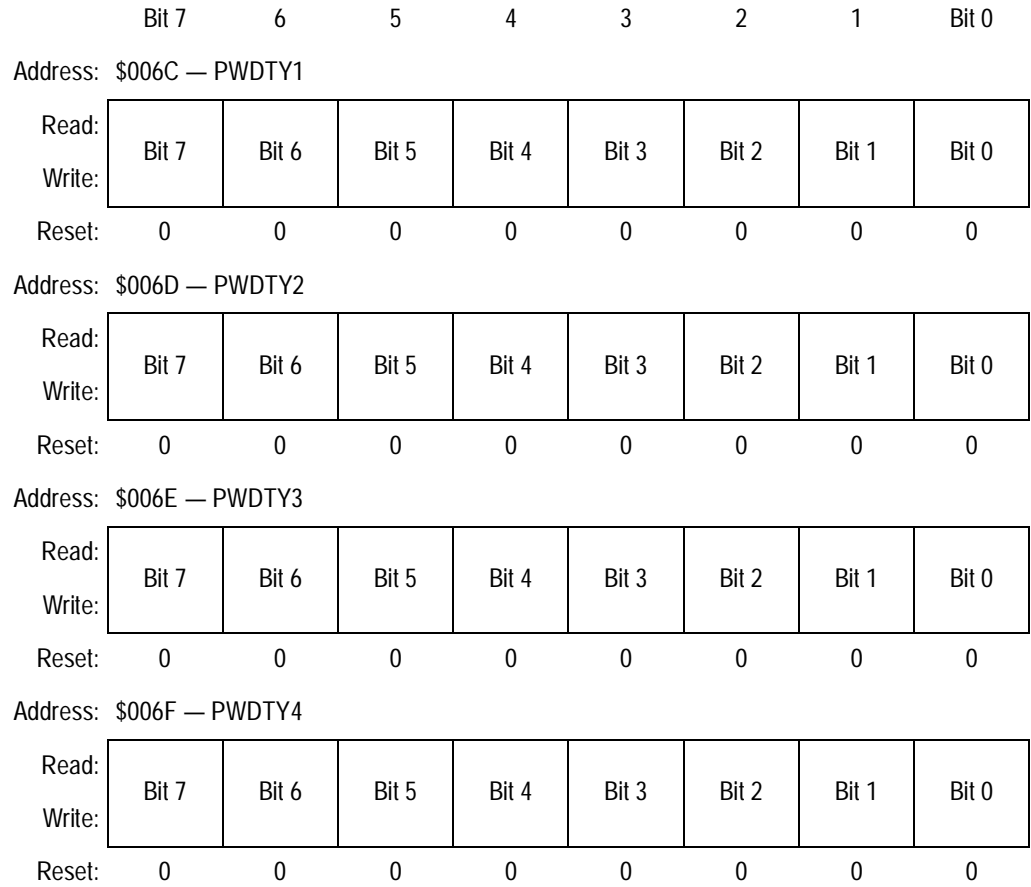 Bit 7 6 5 4 3 2 1 Bit 0
Address: $006C — PWDTY1
Read:
Bit 7 Bit 6 Bit 5 Bit 4 Bit 3 Bit 2 Bit 1 Bit 0
Write:
Reset: 0 0 0 0 0 0 0 0
Address: $006D — PWDTY2
Read:
Bit 7 Bit 6 Bit 5 Bit 4 Bit 3 Bit 2 Bit 1 Bit 0
Write:
Reset: 0 0 0 0 0 0 0 0
Address: $006E — PWDTY3
Read:
Bit 7 Bit 6 Bit 5 Bit 4 Bit 3 Bit 2 Bit 1 Bit 0
Write:
Reset: 0 0 0 0 0 0 0 0
Address: $006F — PWDTY4
Read:
Bit 7 Bit 6 Bit 5 Bit 4 Bit 3 Bit 2 Bit 1 Bit 0
Write:
Reset: 0 0 0 0 0 0 0 0